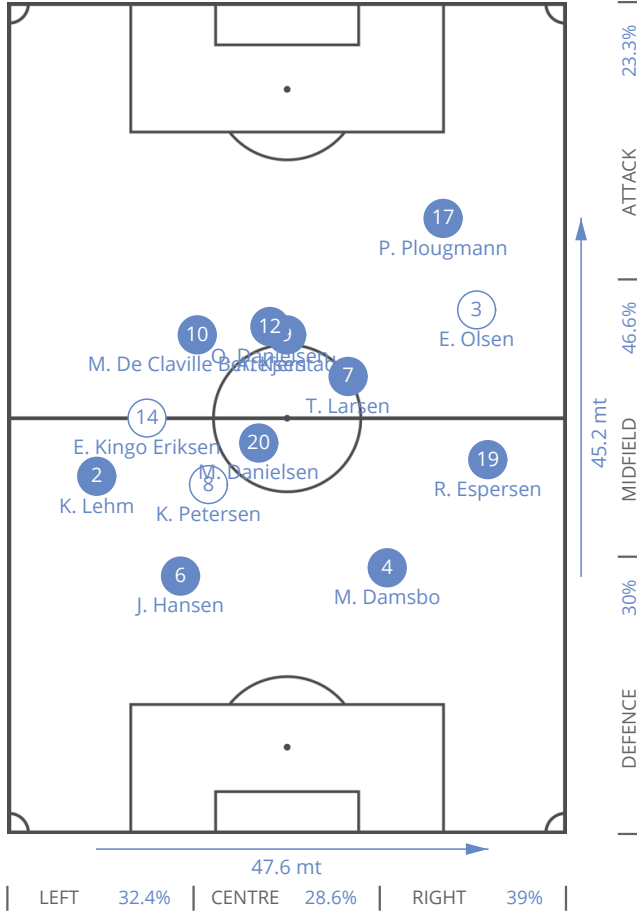 23.3%
17
P. Plougmann
ATTACK
3
E. Olsen
10
12
9
O. Danielsen
M. De Claville
7
T. Larsen
46.6%
14
E. Kingo Eriksen
20
M. Danielsen
45.2 mt
19
R. Espersen
2
K. Lehm
8
K. Petersen
MIDFIELD
6
J. Hansen
4
M. Damsbo
30%
DEFENCE
47.6 mt
LEFT 32.4% CENTRE 28.6% RIGHT 39%